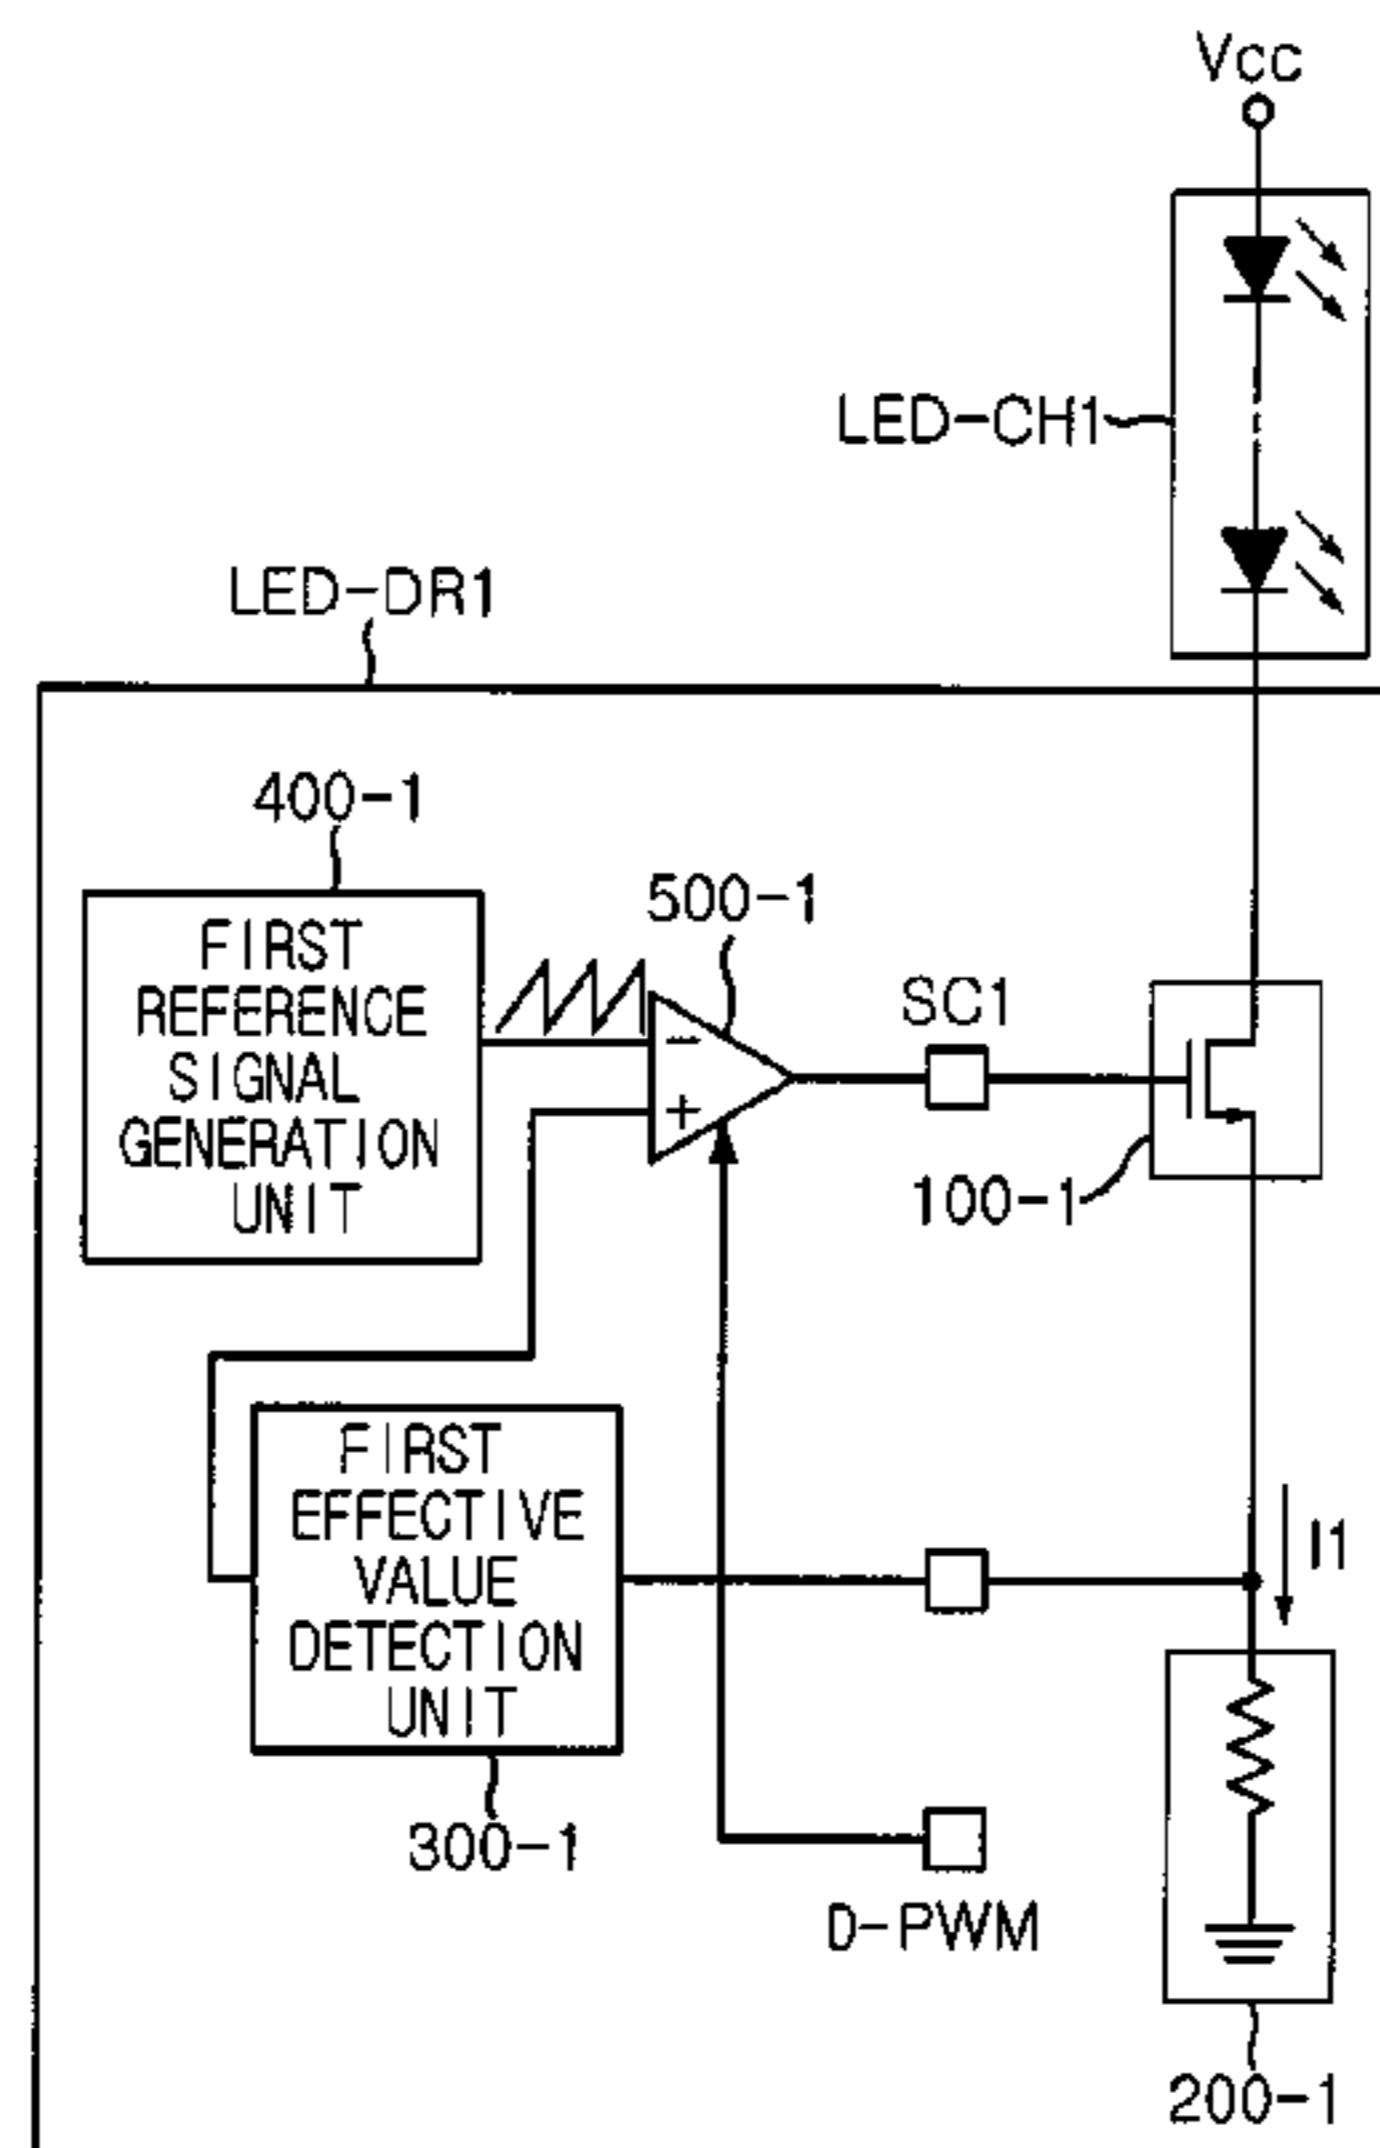 Vcc
LED-CH1
LED-DR1
400-1
FIRST
REFERENCE
SIGNAL
GENERATION
UNIT
500-1
−
+
SC1
100-1
FIRST
EFFECTIVE
VALUE
DETECTION
UNIT
I1
300-1
D-PWM
200-1